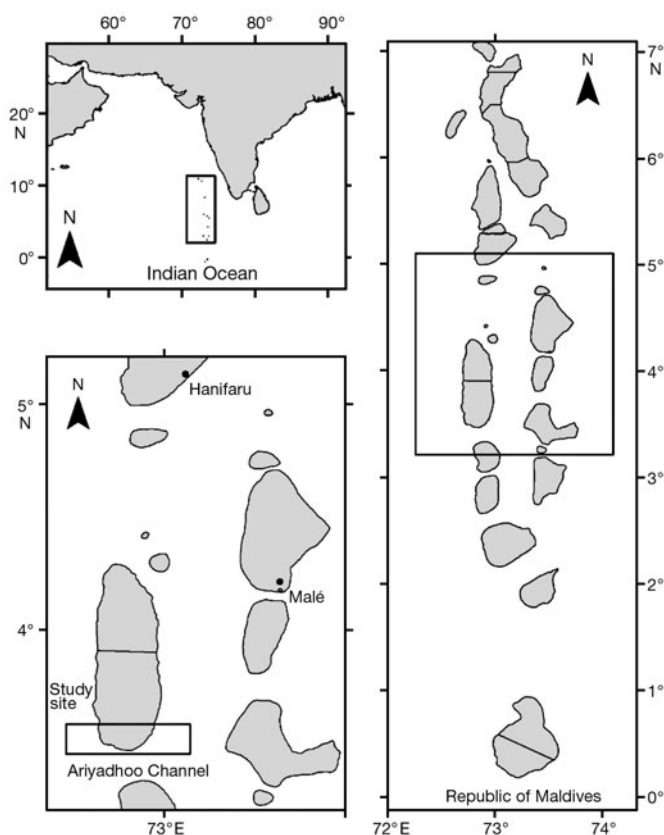 60° 70° 80° 90°
20°
N
10°
N
0°
Indian Ocean
N
5°
N
Hanifaru
4°
Malé
Study
site
Ariyadhoo Channel
73°E
7°
N
N
6°
5°
4°
3°
2°
1°
0°
Republic of Maldives
72°E 73° 74°